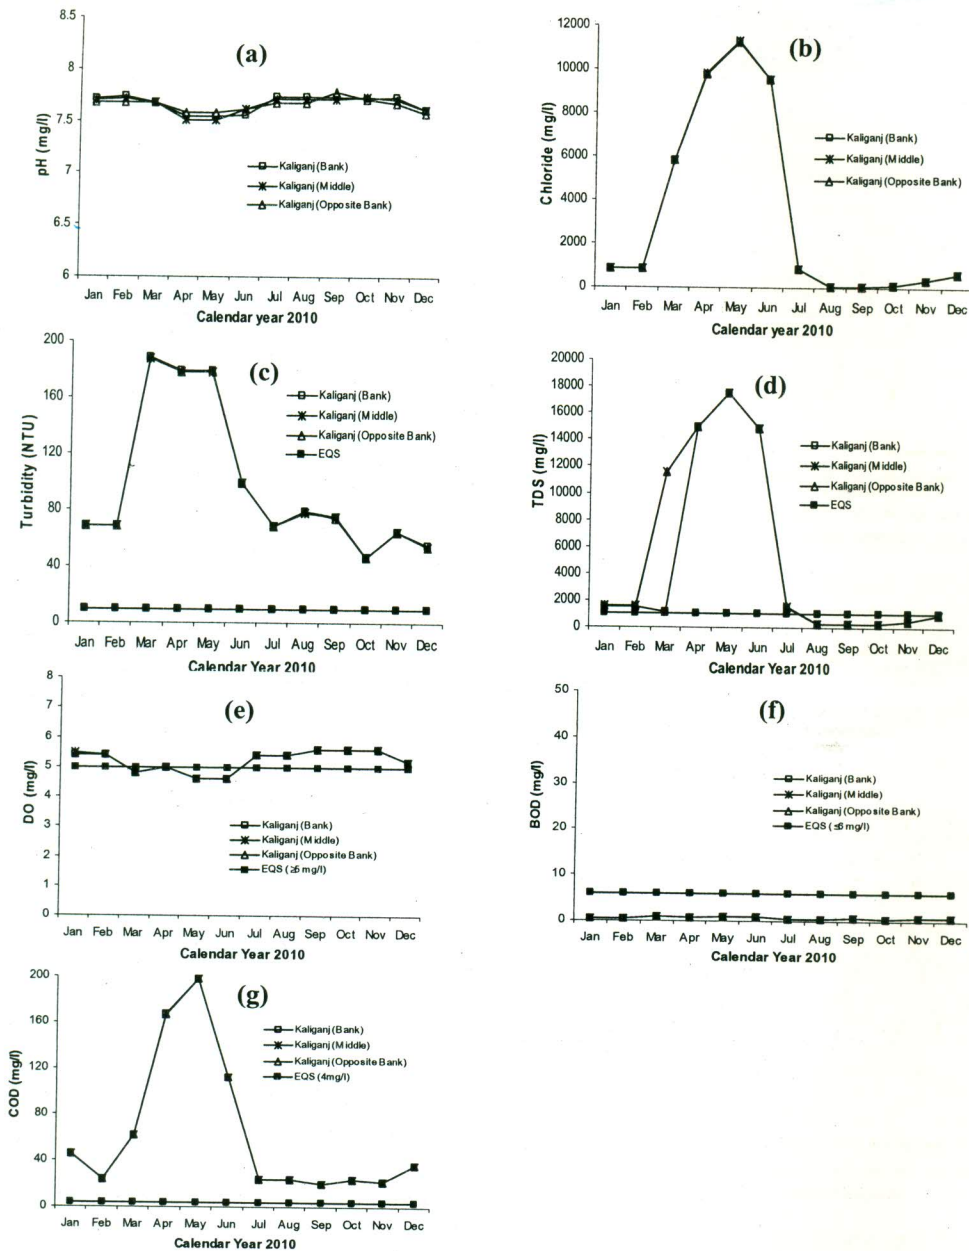 8.5
8
7.5
7
6.5
6
pH (mg/l)
(a)
Kaliganj (Bank)
Kaliganj (Middle)
Kaliganj (Opposite Bank)
Jan Feb Mar Apr May Jun Jul Aug Sep Oct Nov Dec
Calendar year 2010
12000
10000
8000
6000
4000
2000
0
Chloride (mg/l)
(b)
Kaliganj (Bank)
Kaliganj (Middle)
Kaliganj (Opposite Bank)
Jan Feb Mar Apr May Jun Jul Aug Sep Oct Nov Dec
Calendar year 2010
200
160
120
80
40
0
Turbidity (NTU)
(c)
Kaliganj (Bank)
Kaliganj (Middle)
Kaliganj (Opposite Bank)
EQS
Jan Feb Mar Apr May Jun Jul Aug Sep Oct Nov Dec
Calendar Year 2010
20000
18000
16000
14000
12000
10000
8000
6000
4000
2000
0
TDS (mg/l)
(d)
Kaliganj (Bank)
Kaliganj (Middle)
Kaliganj (Opposite Bank)
EQS
Jan Feb Mar Apr May Jun Jul Aug Sep Oct Nov Dec
Calendar Year 2010
8
7
6
5
4
3
2
1
0
DO (mg/l)
(e)
Kaliganj (Bank)
Kaliganj (Middle)
Kaliganj (Opposite Bank)
EQS (≥5 mg/l)
Jan Feb Mar Apr May Jun Jul Aug Sep Oct Nov Dec
Calendar Year 2010
50
40
30
20
10
0
BOD (mg/l)
(f)
Kaliganj (Bank)
Kaliganj (Middle)
Kaliganj (Opposite Bank)
EQS (≤6 mg/l)
Jan Feb Mar Apr May Jun Jul Aug Sep Oct Nov Dec
Calendar Year 2010
200
160
120
80
40
0
COD (mg/l)
(g)
Kaliganj (Bank)
Kaliganj (Middle)
Kaliganj (Opposite Bank)
EQS (4mg/l)
Jan Feb Mar Apr May Jun Jul Aug Sep Oct Nov Dec
Calendar Year 2010